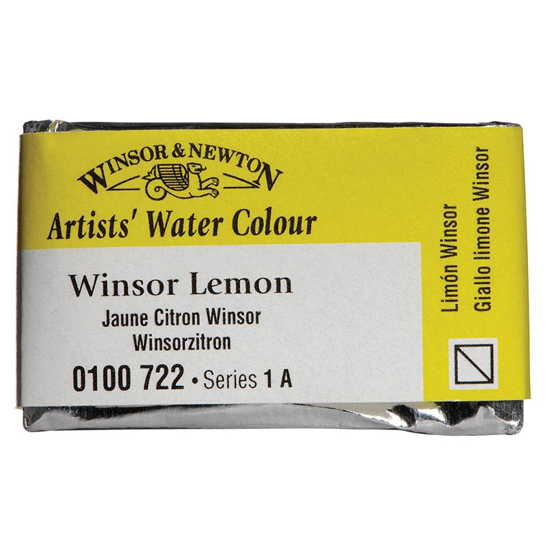 WINSOR & NEWTON
Artists' Water Colour
Winsor Lemon
Jaune Citron Winsor
Winsorzitron
0100 722 • Series 1 A
Limón Winsor
Giallo limone Winsor